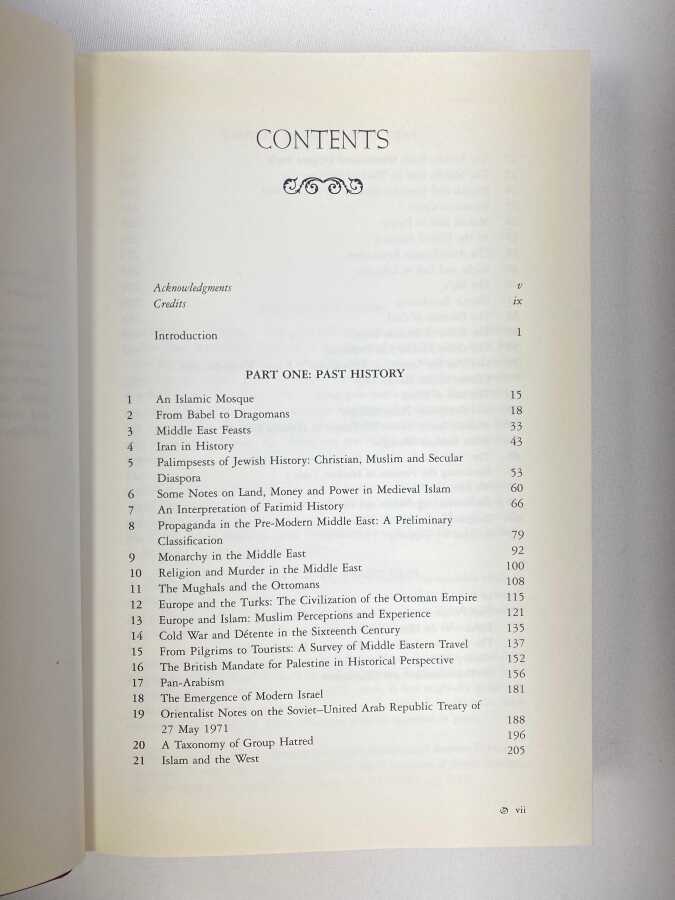 CONTENTS
Acknowledgments v
Credits ix
Introduction 1
PART ONE: PAST HISTORY
1 An Islamic Mosque 15
2 From Babel to Dragomans 18
3 Middle East Feasts 33
4 Iran in History 43
5 Palimpsests of Jewish History: Christian, Muslim and Secular
Diaspora 53
6 Some Notes on Land, Money and Power in Medieval Islam 60
7 An Interpretation of Fatimid History 66
8 Propaganda in the Pre-Modern Middle East: A Preliminary
Classification 79
9 Monarchy in the Middle East 92
10 Religion and Murder in the Middle East 100
11 The Mughals and the Ottomans 108
12 Europe and the Turks: The Civilization of the Ottoman Empire 115
13 Europe and Islam: Muslim Perceptions and Experience 121
14 Cold War and Détente in the Sixteenth Century 135
15 From Pilgrims to Tourists: A Survey of Middle Eastern Travel 137
16 The British Mandate for Palestine in Historical Perspective 152
17 Pan-Arabism 156
18 The Emergence of Modern Israel 181
19 Orientalist Notes on the Soviet–United Arab Republic Treaty of
27 May 1971 188
20 A Taxonomy of Group Hatred 196
21 Islam and the West 205
vii